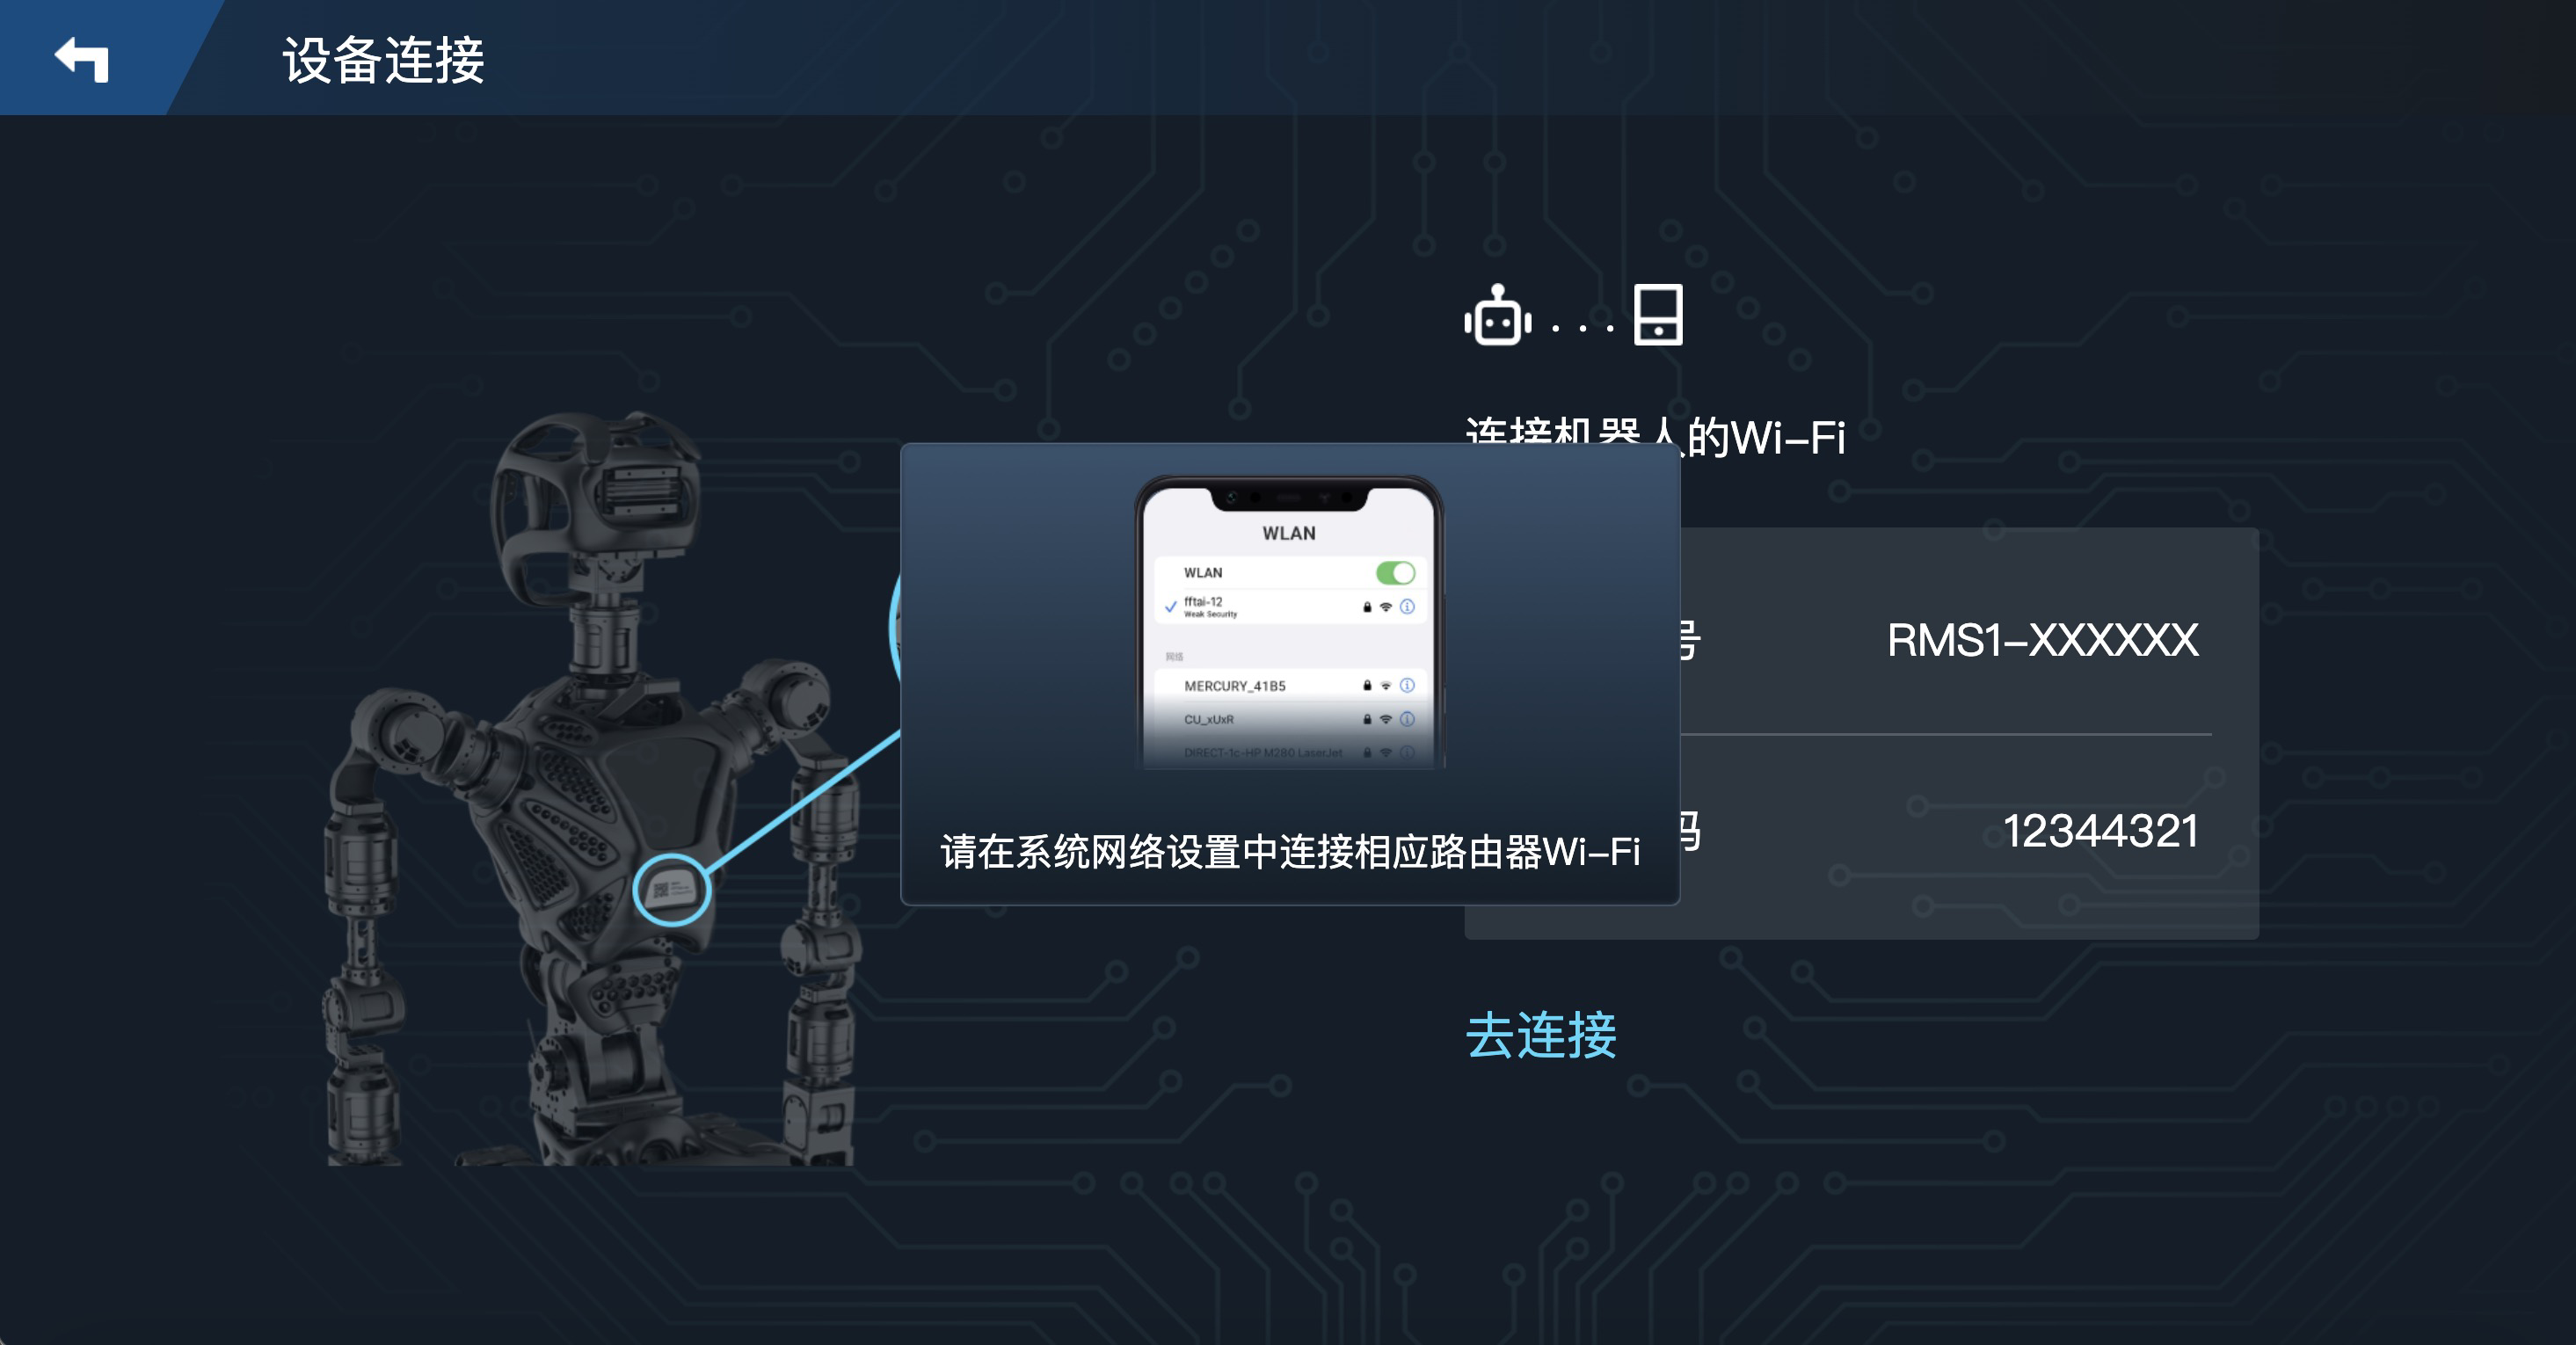 设备连接
连接机器人的Wi-Fi
WLAN
WLAN
fftai-12
Weak Security
网络
MERCURY_41B5
CU_xUxR
DIRECT-1c-HP M280 LaserJet
号 RMS1-XXXXXX
码 12344321
请在系统网络设置中连接相应路由器Wi-Fi
去连接